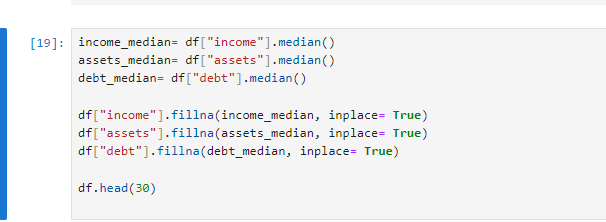 [19]:
income_median= df["income"].median()
assets_median= df["assets"].median()
debt_median= df["debt"].median()
df["income"].fillna(income_median, inplace= True)
df["assets"].fillna(assets_median, inplace= True)
df["debt"].fillna(debt_median, inplace= True)
df.head(30)